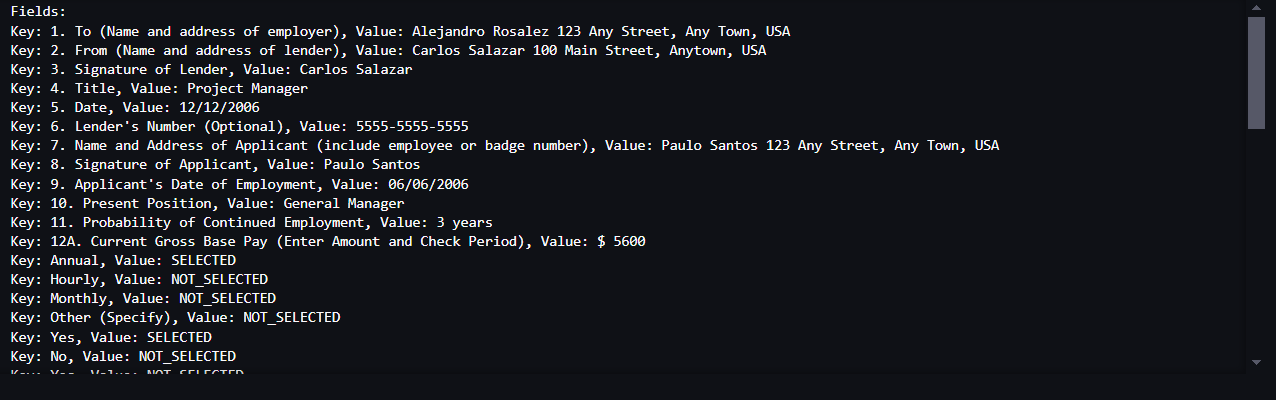 Fields:
Key: 1. To (Name and address of employer), Value: Alejandro Rosalez 123 Any Street, Any Town, USA
Key: 2. From (Name and address of lender), Value: Carlos Salazar 100 Main Street, Anytown, USA
Key: 3. Signature of Lender, Value: Carlos Salazar
Key: 4. Title, Value: Project Manager
Key: 5. Date, Value: 12/12/2006
Key: 6. Lender's Number (Optional), Value: 5555-5555-5555
Key: 7. Name and Address of Applicant (include employee or badge number), Value: Paulo Santos 123 Any Street, Any Town, USA
Key: 8. Signature of Applicant, Value: Paulo Santos
Key: 9. Applicant's Date of Employment, Value: 06/06/2006
Key: 10. Present Position, Value: General Manager
Key: 11. Probability of Continued Employment, Value: 3 years
Key: 12A. Current Gross Base Pay (Enter Amount and Check Period), Value: $ 5600
Key: Annual, Value: SELECTED
Key: Hourly, Value: NOT_SELECTED
Key: Monthly, Value: NOT_SELECTED
Key: Other (Specify), Value: NOT_SELECTED
Key: Yes, Value: SELECTED
Key: No, Value: NOT_SELECTED
Key: Yes, Value: NOT_SELECTED